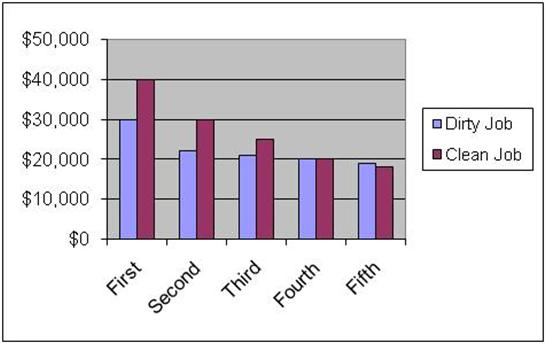 $50,000
$40,000
$30,000
$20,000
$10,000
$0
First
Second
Third
Fourth
Fifth
Dirty Job
Clean Job